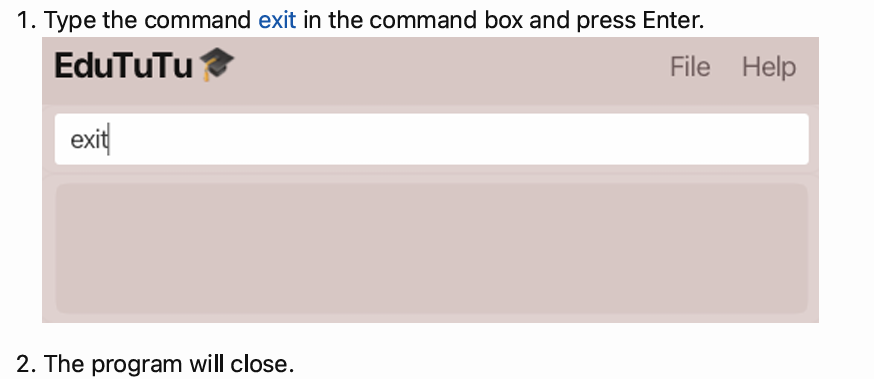 1. Type the command exit in the command box and press Enter.
EduTuTu File Help
exit
2. The program will close.